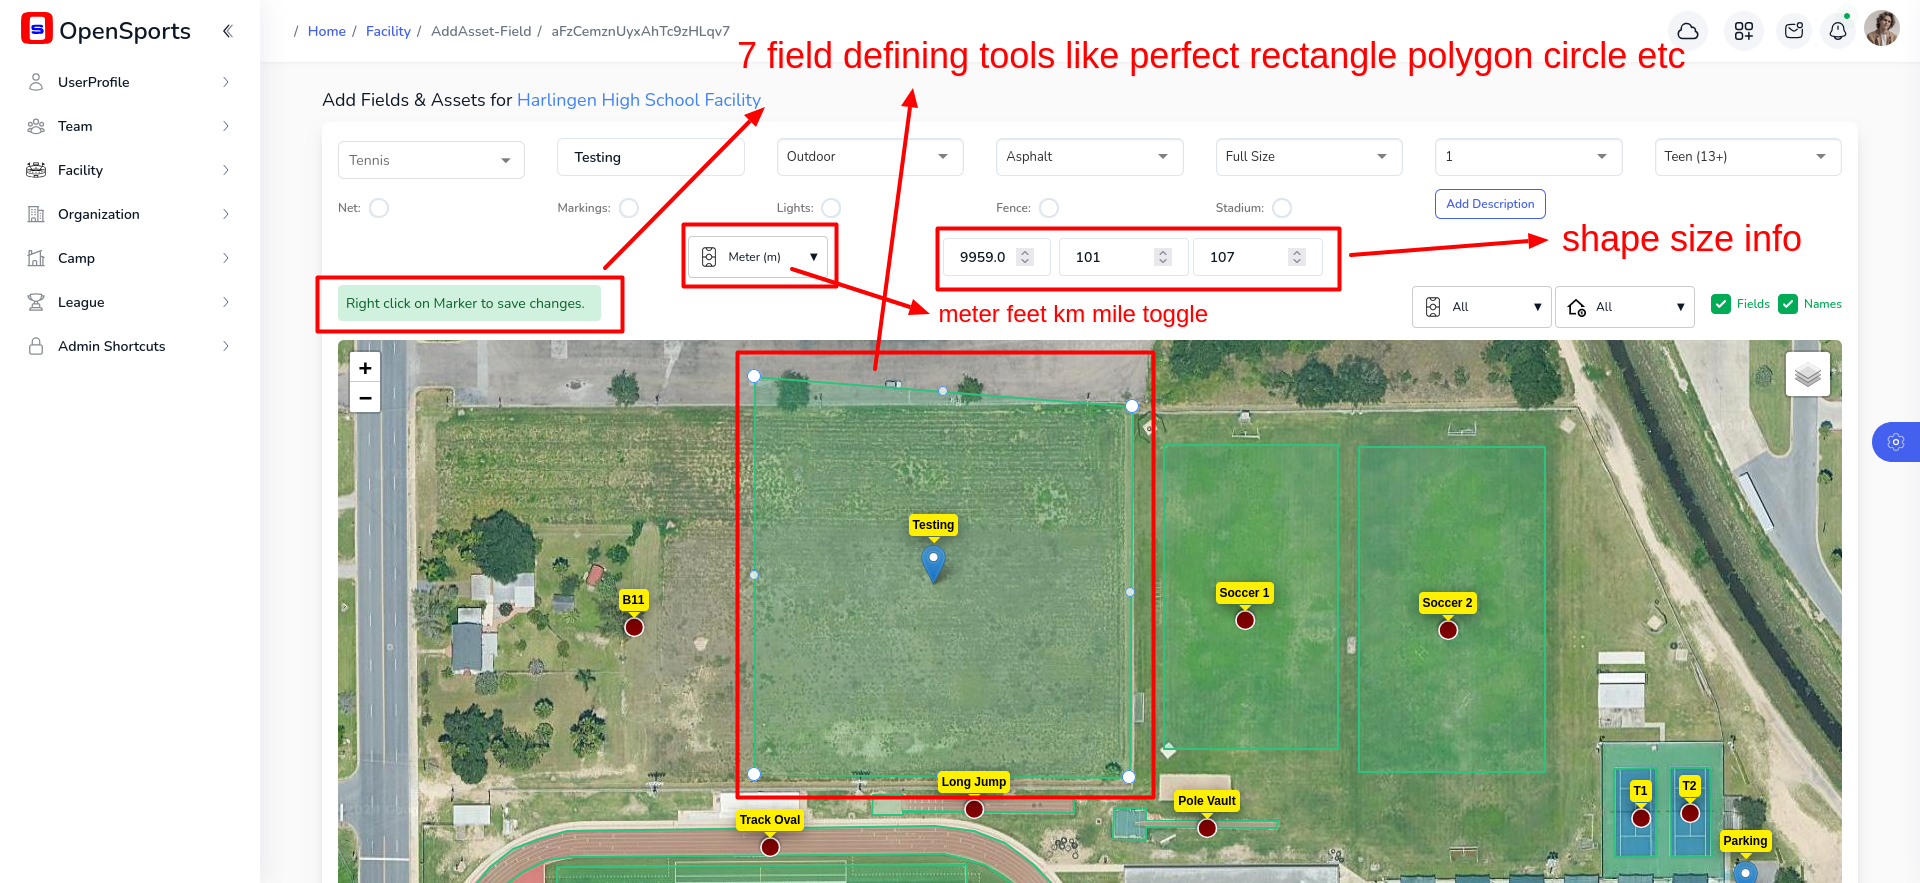 OpenSports
/ Home / Facility / AddAsset-Field / aFzCemznUyxAhTc9zHLqv7
7 field defining tools like perfect rectangle polygon circle etc
UserProfile
Team
Facility
Organization
Camp
League
Admin Shortcuts
Add Fields & Assets for Harlingen High School Facility
Tennis
Testing
Outdoor
Asphalt
Full Size
1
Teen (13+)
Net:
Markings:
Lights:
Fence:
Stadium:
Add Description
Meter (m)
9959.0
101
107
shape size info
Right click on Marker to save changes.
meter feet km mile toggle
All
All
Fields
Names
+
−
Testing
B11
Soccer 1
Soccer 2
Long Jump
Pole Vault
Track Oval
T1
T2
Parking